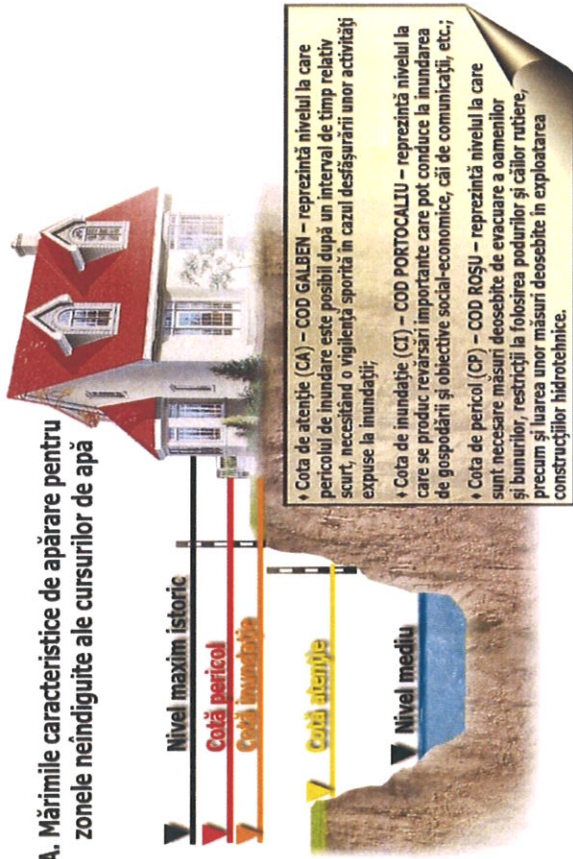 A. Mărimile caracteristice de apărare pentru
zonele neîndiguite ale cursurilor de apă
Nivel maxim istoric
Cotă pericol
Cotă inundație
Cotă atenție
Nivel mediu
♦ Cota de atenție (CA) – COD GALBEN – reprezintă nivelul la care
pericolul de inundare este posibil după un interval de timp relativ
scurt, necesitând o vigilență sporită în cazul desfășurării unor activități
expuse la inundații;
♦ Cota de inundație (CI) – COD PORTOCALIU – reprezintă nivelul la
care se produc revărsări importante care pot conduce la inundarea
de gospodării și obiective social-economice, căi de comunicații, etc.;
♦ Cota de pericol (CP) – COD ROȘU – reprezintă nivelul la care
sunt necesare măsuri deosebite de evacuare a oamenilor
și bunurilor, restricții la folosirea podurilor și căilor rutiere,
precum și luarea unor măsuri deosebite în exploatarea
construcțiilor hidrotehnice.